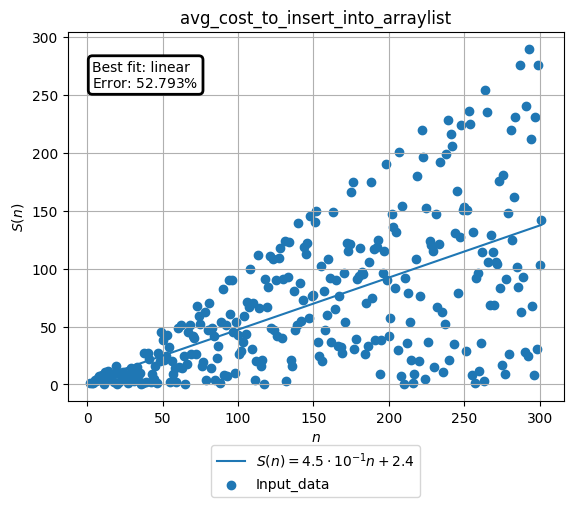 avg_cost_to_insert_into_arraylist
Best fit: linear
Error: 52.793%
300
250
200
150
100
50
0
S(n)
0 50 100 150 200 250 300
n
S(n) = 4.5 · 10⁻¹n + 2.4
Input_data